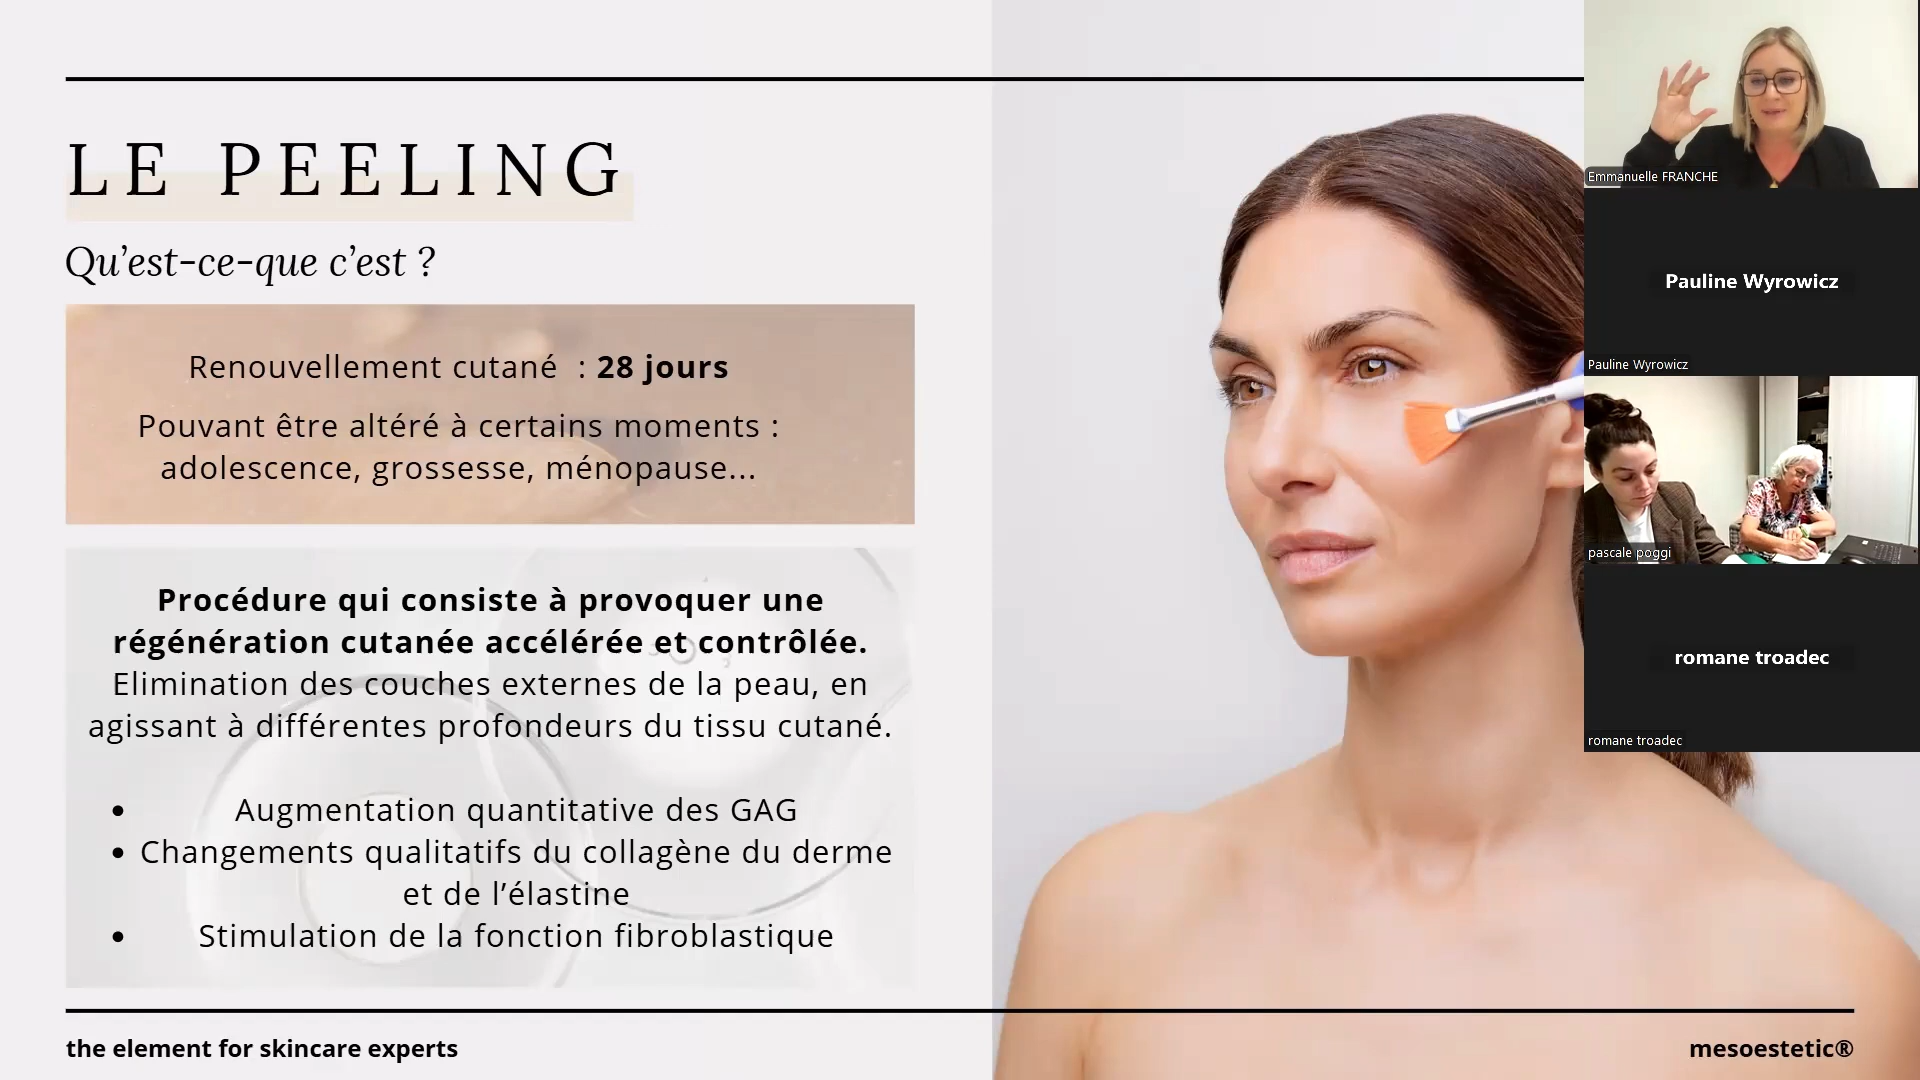 LE PEELING
Qu’est-ce-que c’est ?
Renouvellement cutané : 28 jours
Pouvant être altéré à certains moments :
adolescence, grossesse, ménopause...
Procédure qui consiste à provoquer une
régénération cutanée accélérée et contrôlée.
Elimination des couches externes de la peau, en
agissant à différentes profondeurs du tissu cutané.
• Augmentation quantitative des GAG
• Changements qualitatifs du collagène du derme
et de l’élastine
• Stimulation de la fonction fibroblastique
the element for skincare experts
mesoestetic®
Emmanuelle FRANCHE
Pauline Wyrowicz
Pauline Wyrowicz
pascale poggi
romane troadec
romane troadec